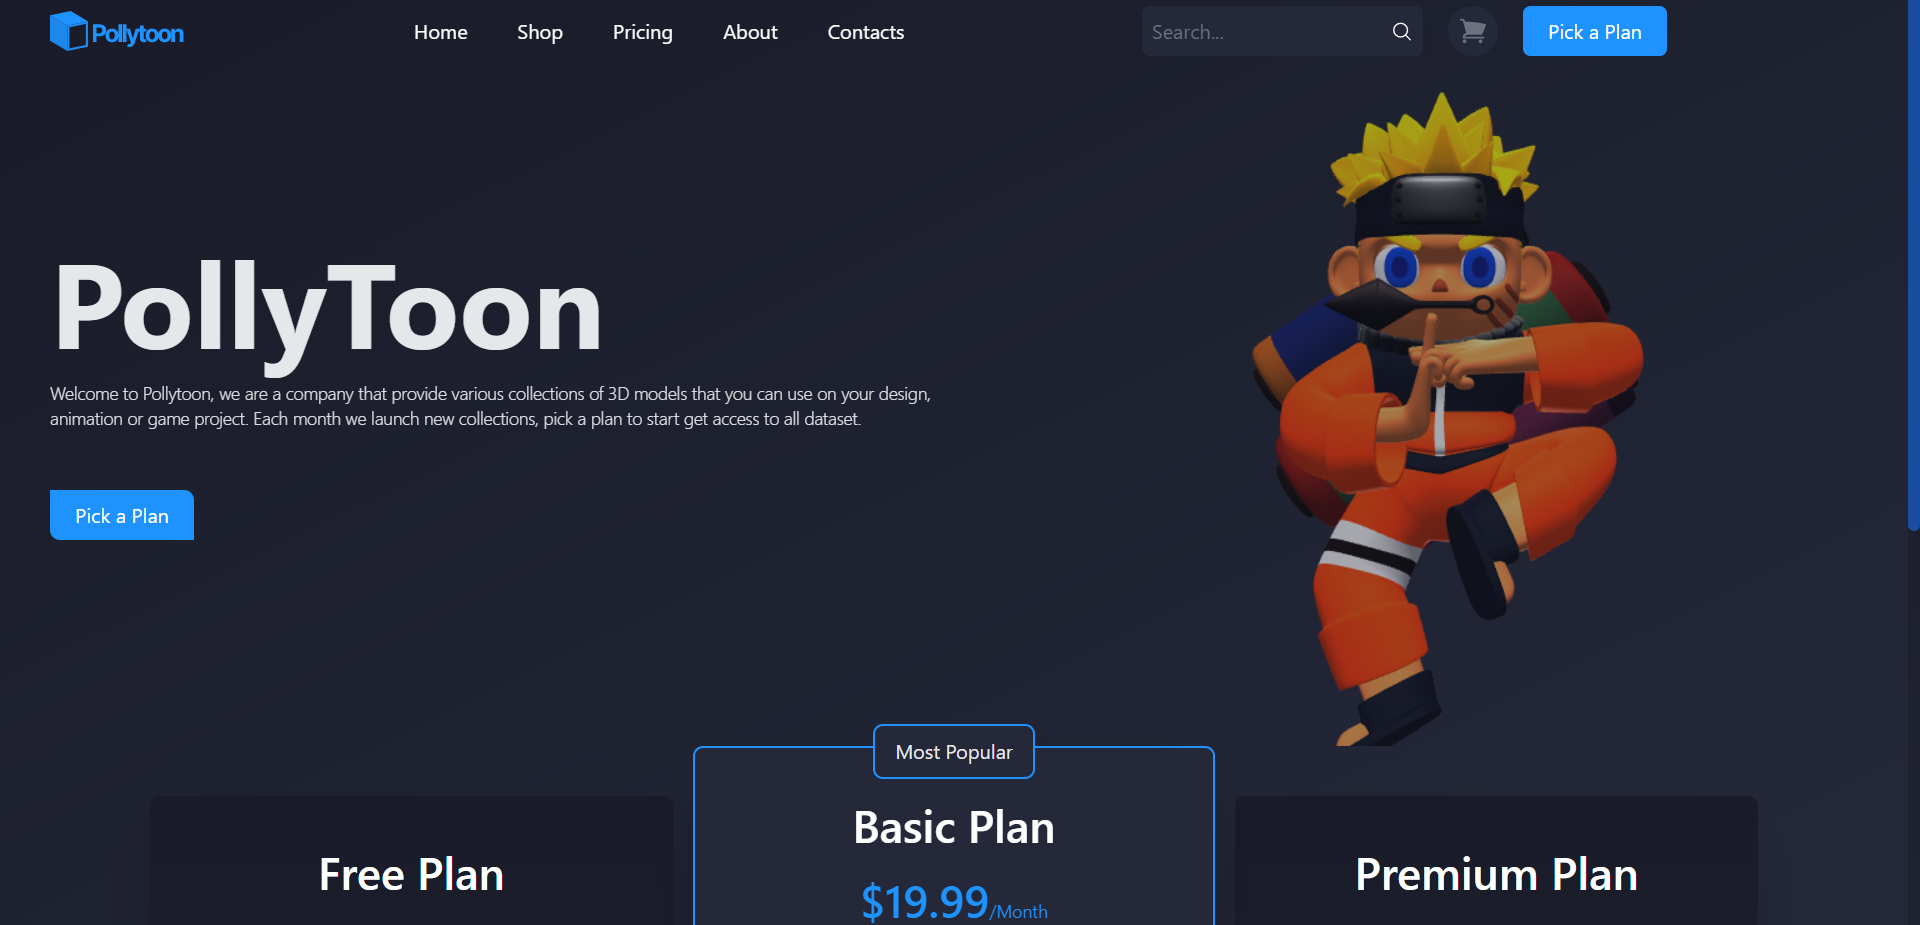 Pollytoon
Home
Shop
Pricing
About
Contacts
Search...
Pick a Plan
PollyToon
Welcome to Pollytoon, we are a company that provide various collections of 3D models that you can use on your design,
animation or game project. Each month we launch new collections, pick a plan to start get access to all dataset.
Pick a Plan
Most Popular
Free Plan
Basic Plan
$19.99/Month
Premium Plan